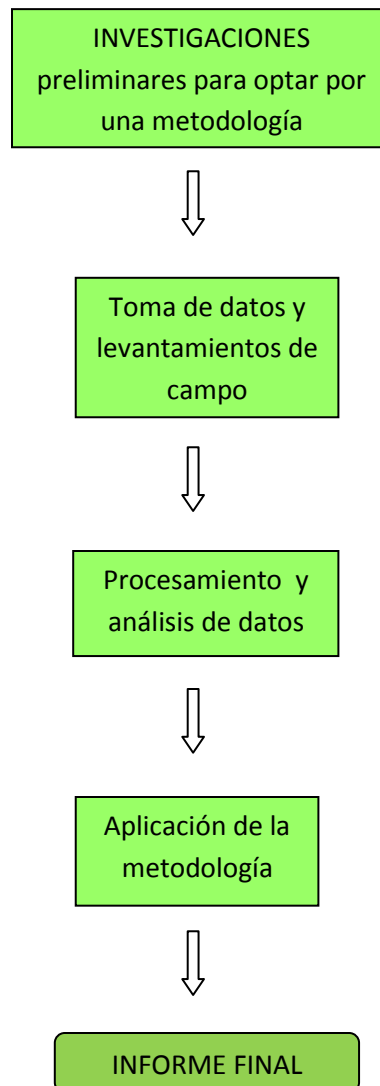 INVESTIGACIONES
preliminares para optar por
una metodología
Toma de datos y
levantamientos de
campo
Procesamiento y
análisis de datos
Aplicación de la
metodología
INFORME FINAL